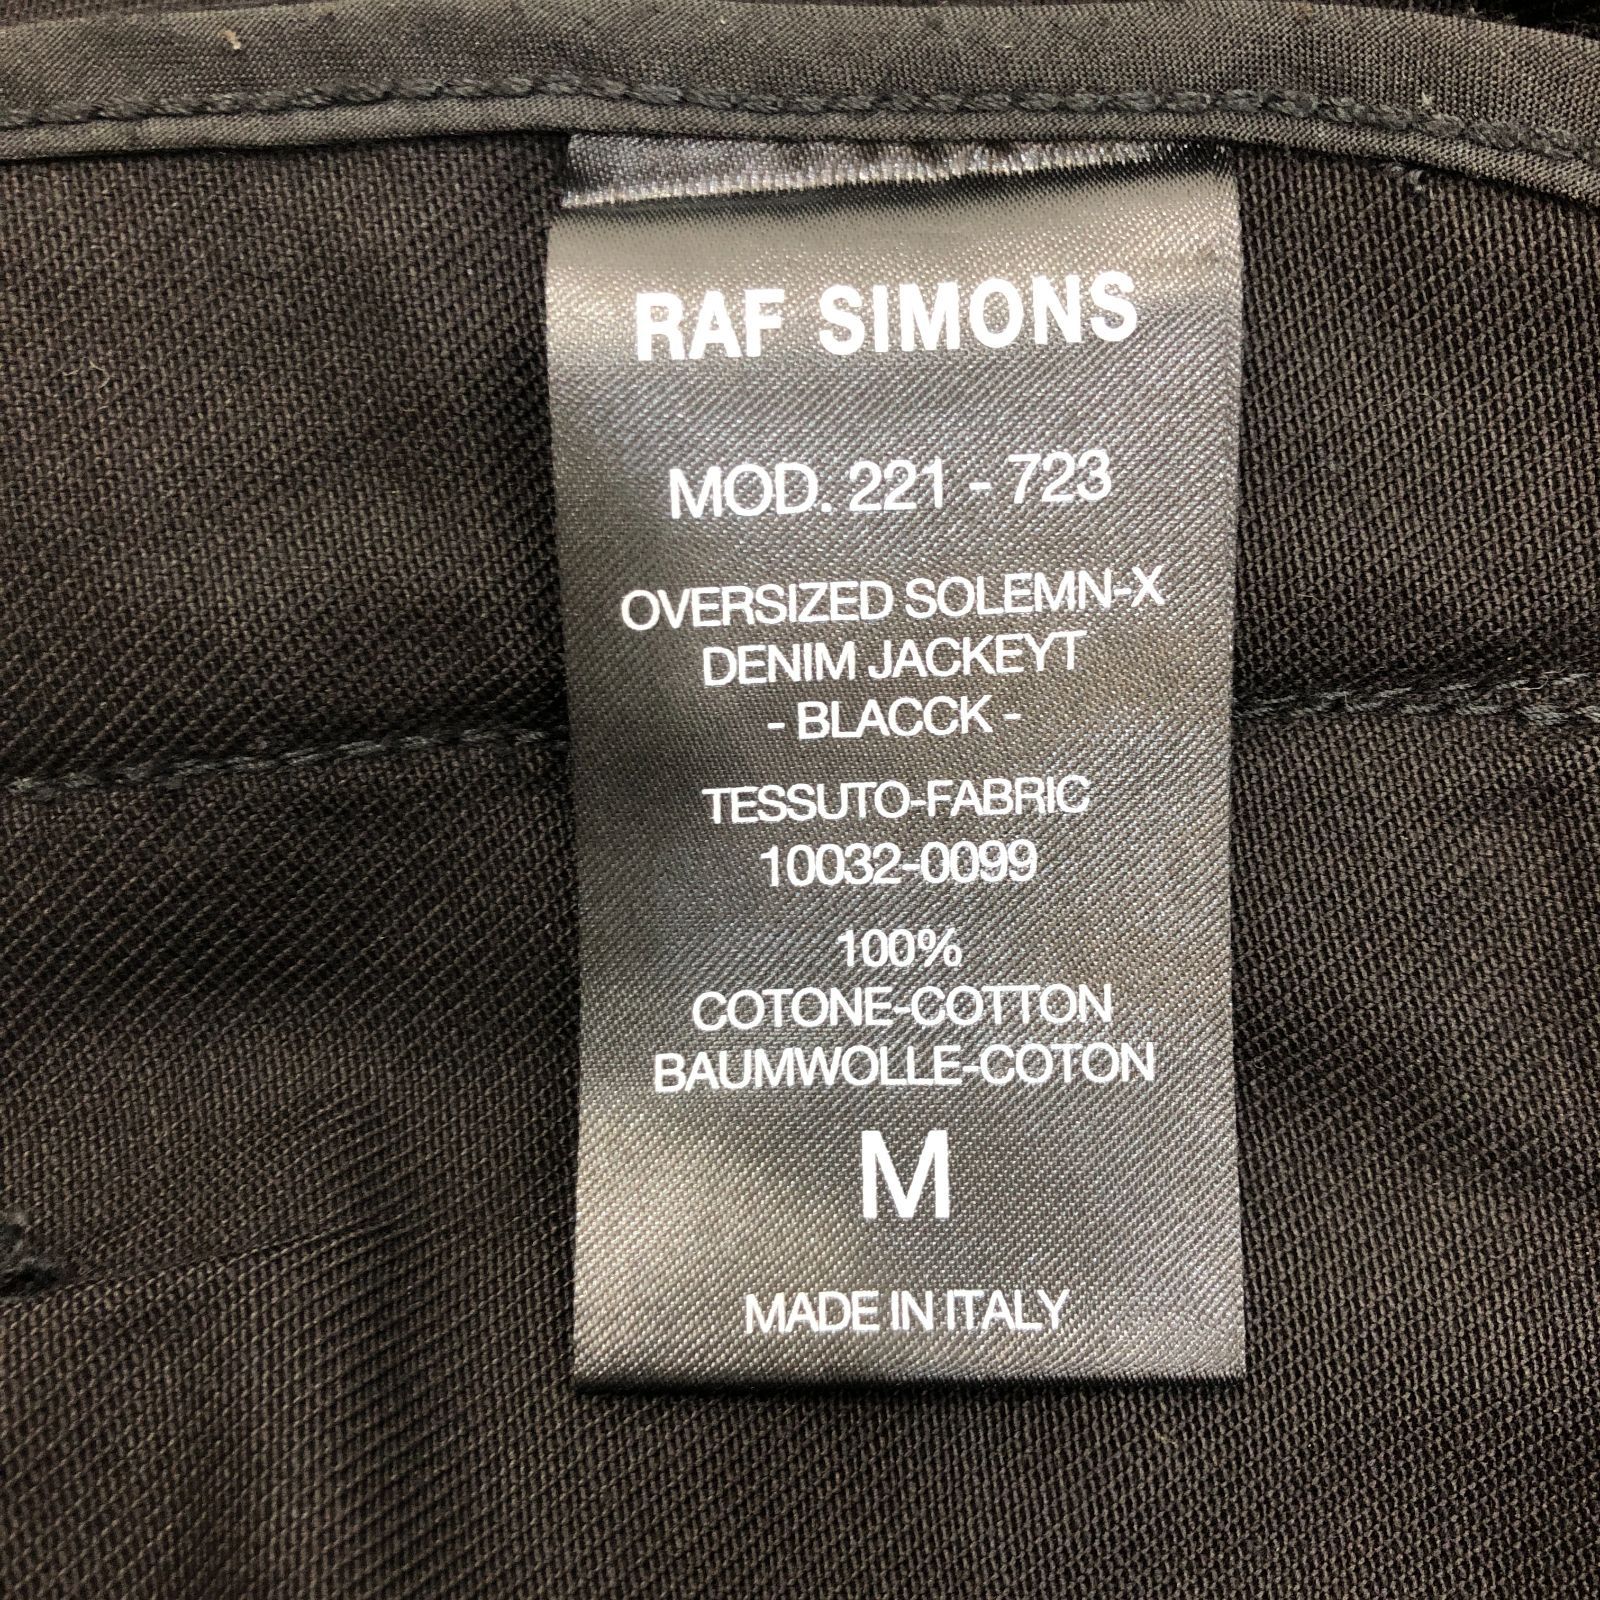 RAF SIMONS
MOD. 221 - 723
OVERSIZED SOLEMN-X
DENIM JACKEYT
- BLACCK -
TESSUTO-FABRIC
10032-0099
100%
COTONE-COTTON
BAUMWOLLE-COTON
M
MADE IN ITALY